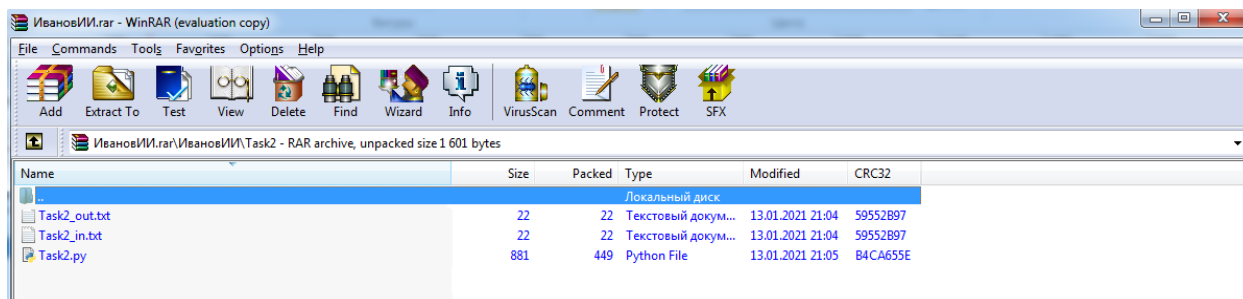 ИвановИИ.rar - WinRAR (evaluation copy)
File Commands Tools Favorites Options Help
Add Extract To Test View Delete Find Wizard Info VirusScan Comment Protect SFX
ИвановИИ.rar\ИвановИИ\Task2 - RAR archive, unpacked size 1 601 bytes
Name Size Packed Type Modified CRC32
.. Локальный диск
Task2_out.txt 22 22 Текстовый докум... 13.01.2021 21:04 59552B97
Task2_in.txt 22 22 Текстовый докум... 13.01.2021 21:04 59552B97
Task2.py 881 449 Python File 13.01.2021 21:05 B4CA655E